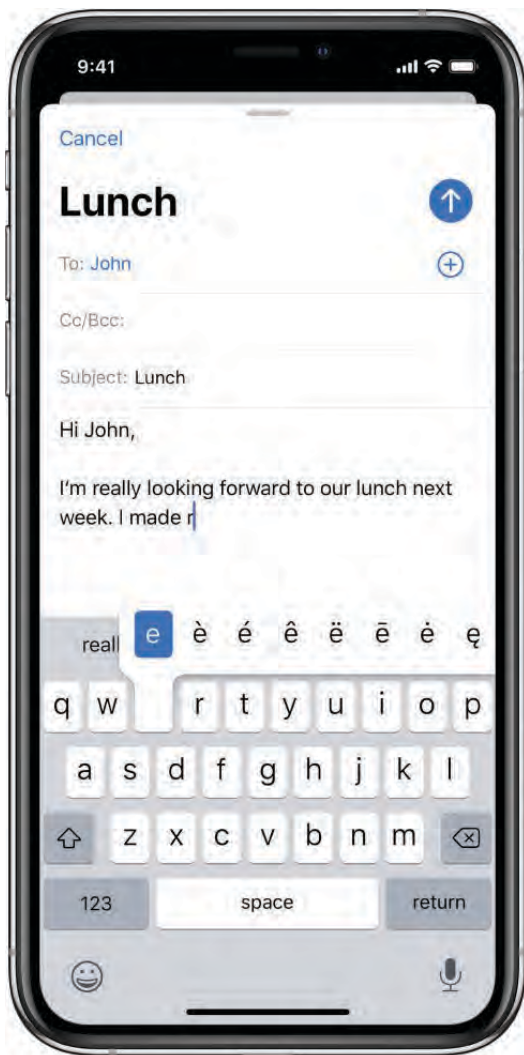 9:41
Cancel
Lunch
To: John
Cc/Bcc:
Subject: Lunch
Hi John,
I'm really looking forward to our lunch next
week. I made r
reall
e è é ê ë ē ė ę
q w r t y u i o p
a s d f g h j k l
z x c v b n m
123 space return